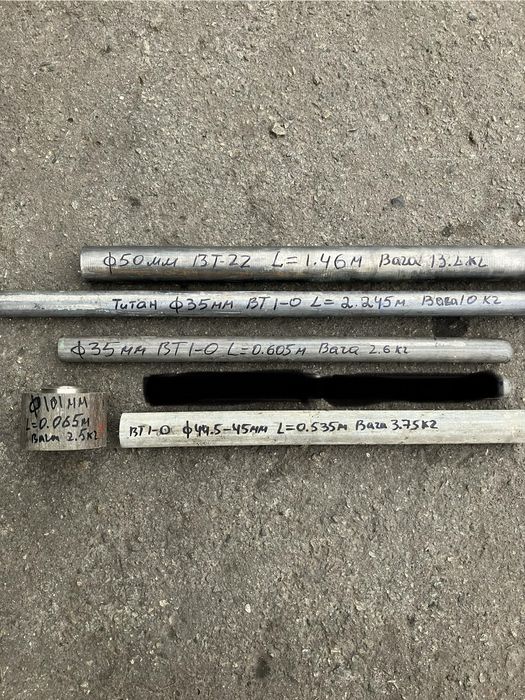 ф50мм ВТ-22 L=1.46м Вага 13.1кг
Титан ф35мм ВТ1-0 L=2.245м Вага 10кг
ф35мм ВТ1-0 L=0.605м Вага 2.6кг
ф101мм
L=0.065м
Вага 2.5кг
ВТ1-0 ф44.5-45мм L=0.535м Вага 3.75кг